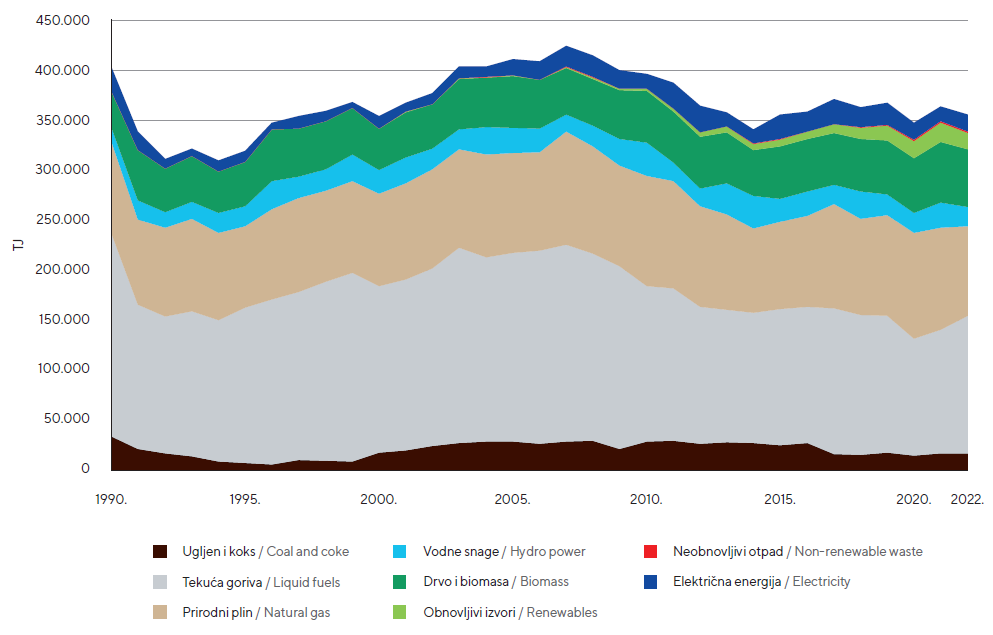 450.000
400.000
350.000
300.000
250.000
200.000
150.000
100.000
50.000
0
TJ
1990. 1995. 2000. 2005. 2010. 2015. 2020. 2022.
Ugljen i koks / Coal and coke
Tekuća goriva / Liquid fuels
Prirodni plin / Natural gas
Vodne snage / Hydro power
Drvo i biomasa / Biomass
Obnovljivi izvori / Renewables
Neobnovljivi otpad / Non-renewable waste
Električna energija / Electricity